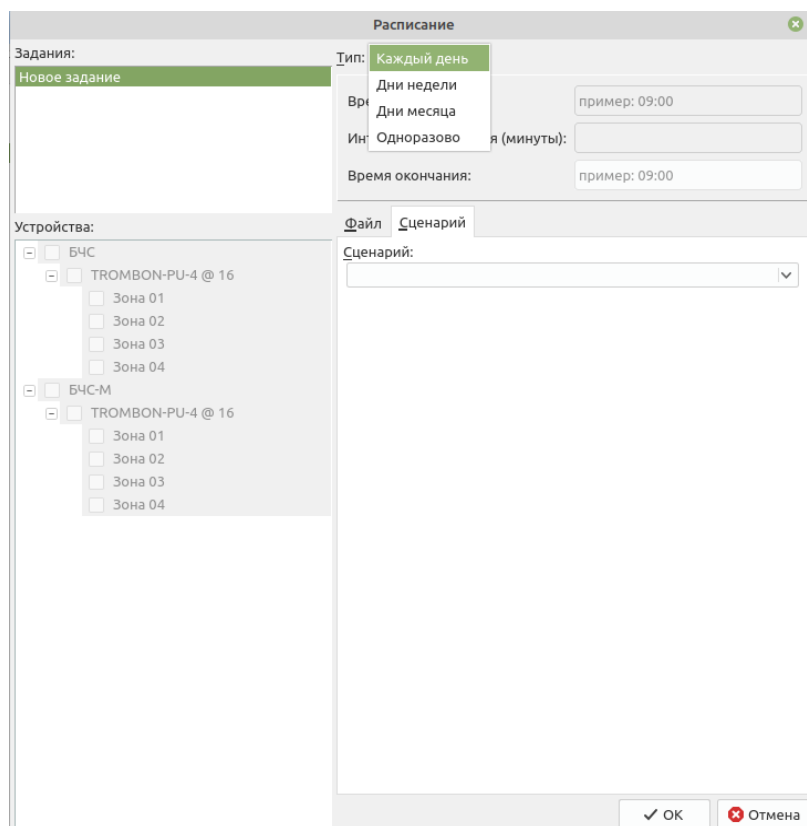 Расписание
Задания:
Новое задание
Тип:
Каждый день
Дни недели
Дни месяца
Одноразово
пример: 09:00
я (минуты):
Время окончания:
пример: 09:00
Устройства:
БЧС
TROMBON-PU-4 @ 16
Зона 01
Зона 02
Зона 03
Зона 04
БЧС-М
TROMBON-PU-4 @ 16
Зона 01
Зона 02
Зона 03
Зона 04
Файл Сценарий
Сценарий:
ОК Отмена